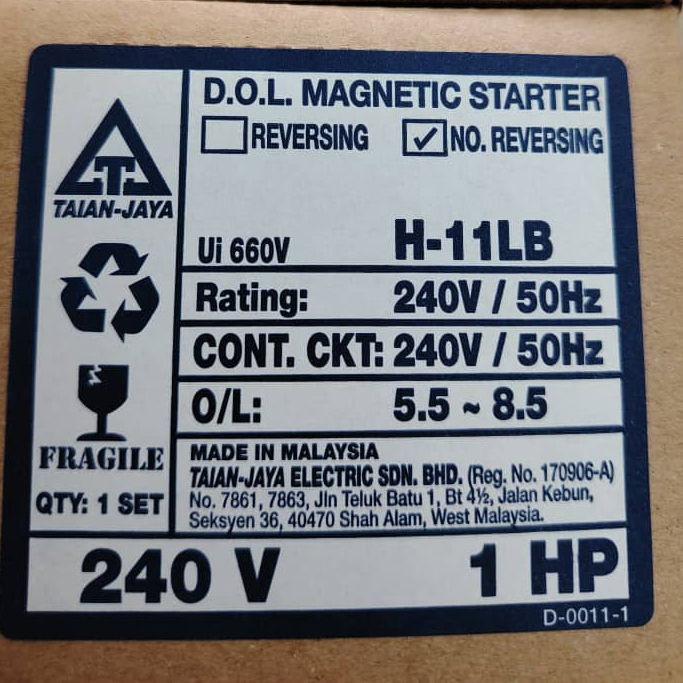 D.O.L. MAGNETIC STARTER
REVERSING ✓ NO. REVERSING
TAIAN-JAYA
Ui 660V H-11LB
Rating: 240V / 50Hz
CONT. CKT: 240V / 50Hz
O/L: 5.5 ~ 8.5
FRAGILE
QTY: 1 SET
MADE IN MALAYSIA
TAIAN-JAYA ELECTRIC SDN. BHD. (Reg. No. 170906-A)
No. 7861, 7863, Jln Teluk Batu 1, Bt 4½, Jalan Kebun,
Seksyen 36, 40470 Shah Alam, West Malaysia.
240 V 1 HP
D-0011-1